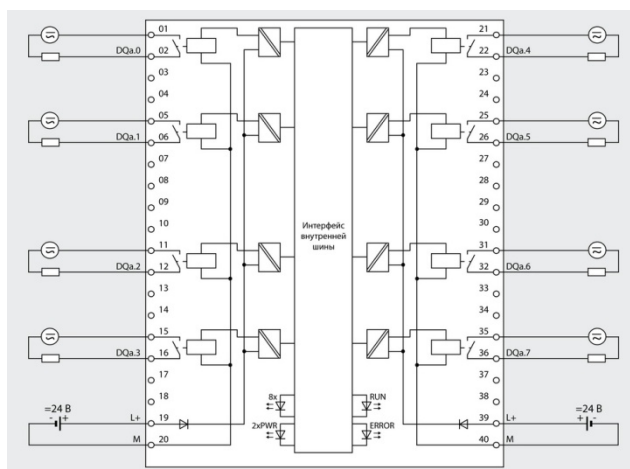 01 21
DQa.0 02 22 DQa.4
03 23
04 24
05 25
DQa.1 06 26 DQa.5
07 27
08 28
09 29
10 30
Интерфейс
внутренней
шины
11 31
DQa.2 12 32 DQa.6
13 33
14 34
15 35
DQa.3 16 36 DQa.7
17 37
18 8x RUN 38
=24 В =24 В
- + L+ 19 39 L+ - +
M 20 2xPWR ERROR 40 M